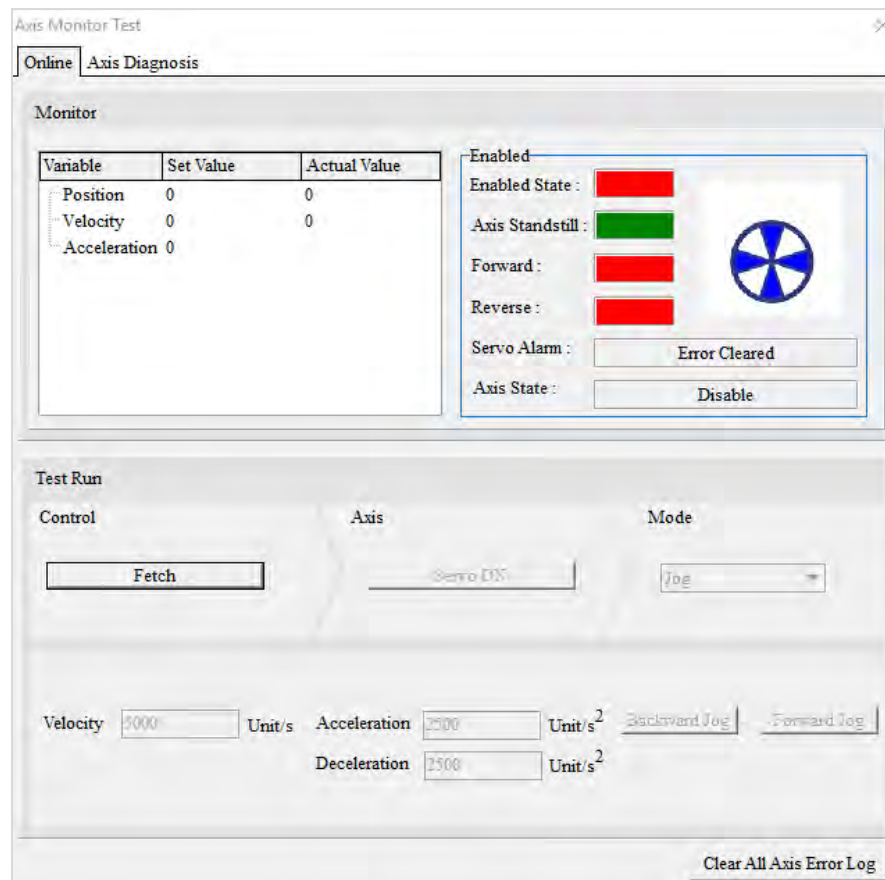 Axis Monitor Test
Online Axis Diagnosis
Monitor
Variable Set Value Actual Value
Position 0 0
Velocity 0 0
Acceleration 0
Enabled
Enabled State :
Axis Standstill :
Forward :
Reverse :
Servo Alarm : Error Cleared
Axis State : Disable
Test Run
Control Axis Mode
Fetch Servo ON Jog
Velocity 5000 Unit/s Acceleration 2500 Unit/s² Backward Jog Forward Jog
Deceleration 2500 Unit/s²
Clear All Axis Error Log